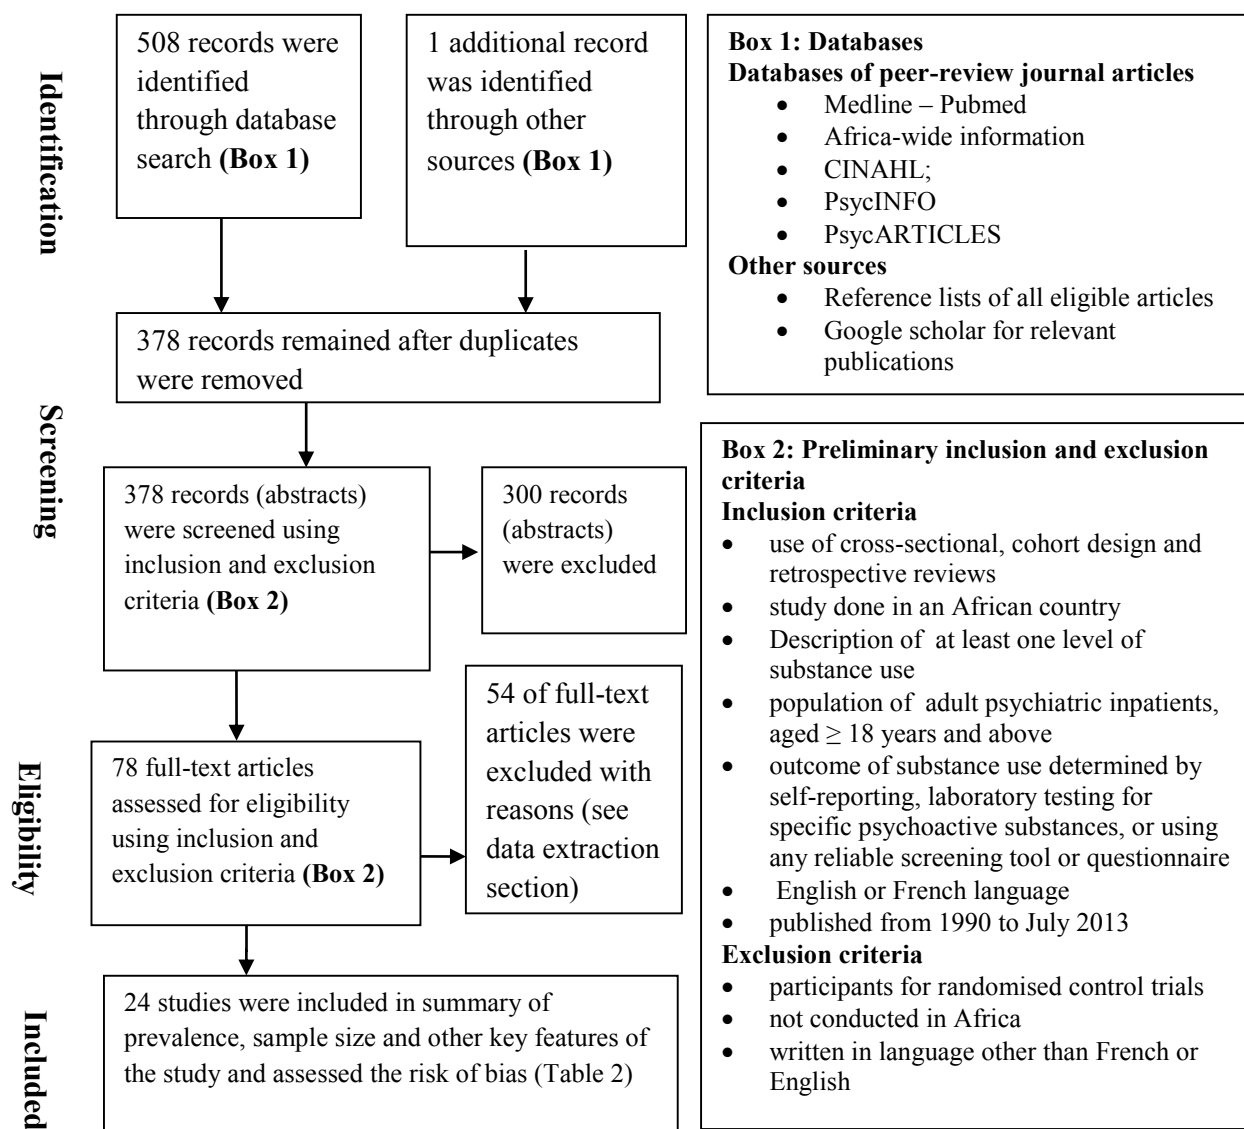 Identification
508 records were
identified
through database
search (Box 1)
1 additional record
was identified
through other
sources (Box 1)
378 records remained after duplicates
were removed
Screening
378 records (abstracts)
were screened using
inclusion and exclusion
criteria (Box 2)
300 records
(abstracts)
were excluded
Eligibility
78 full-text articles
assessed for eligibility
using inclusion and
exclusion criteria (Box 2)
54 of full-text
articles were
excluded with
reasons (see
data extraction
section)
Included
24 studies were included in summary of
prevalence, sample size and other key features of
the study and assessed the risk of bias (Table 2)
Box 1: Databases
Databases of peer-review journal articles
• Medline – Pubmed
• Africa-wide information
• CINAHL;
• PsycINFO
• PsycARTICLES
Other sources
• Reference lists of all eligible articles
• Google scholar for relevant
publications
Box 2: Preliminary inclusion and exclusion
criteria
Inclusion criteria
• use of cross-sectional, cohort design and
retrospective reviews
• study done in an African country
• Description of at least one level of
substance use
• population of adult psychiatric inpatients,
aged ≥ 18 years and above
• outcome of substance use determined by
self-reporting, laboratory testing for
specific psychoactive substances, or using
any reliable screening tool or questionnaire
• English or French language
• published from 1990 to July 2013
Exclusion criteria
• participants for randomised control trials
• not conducted in Africa
• written in language other than French or
English